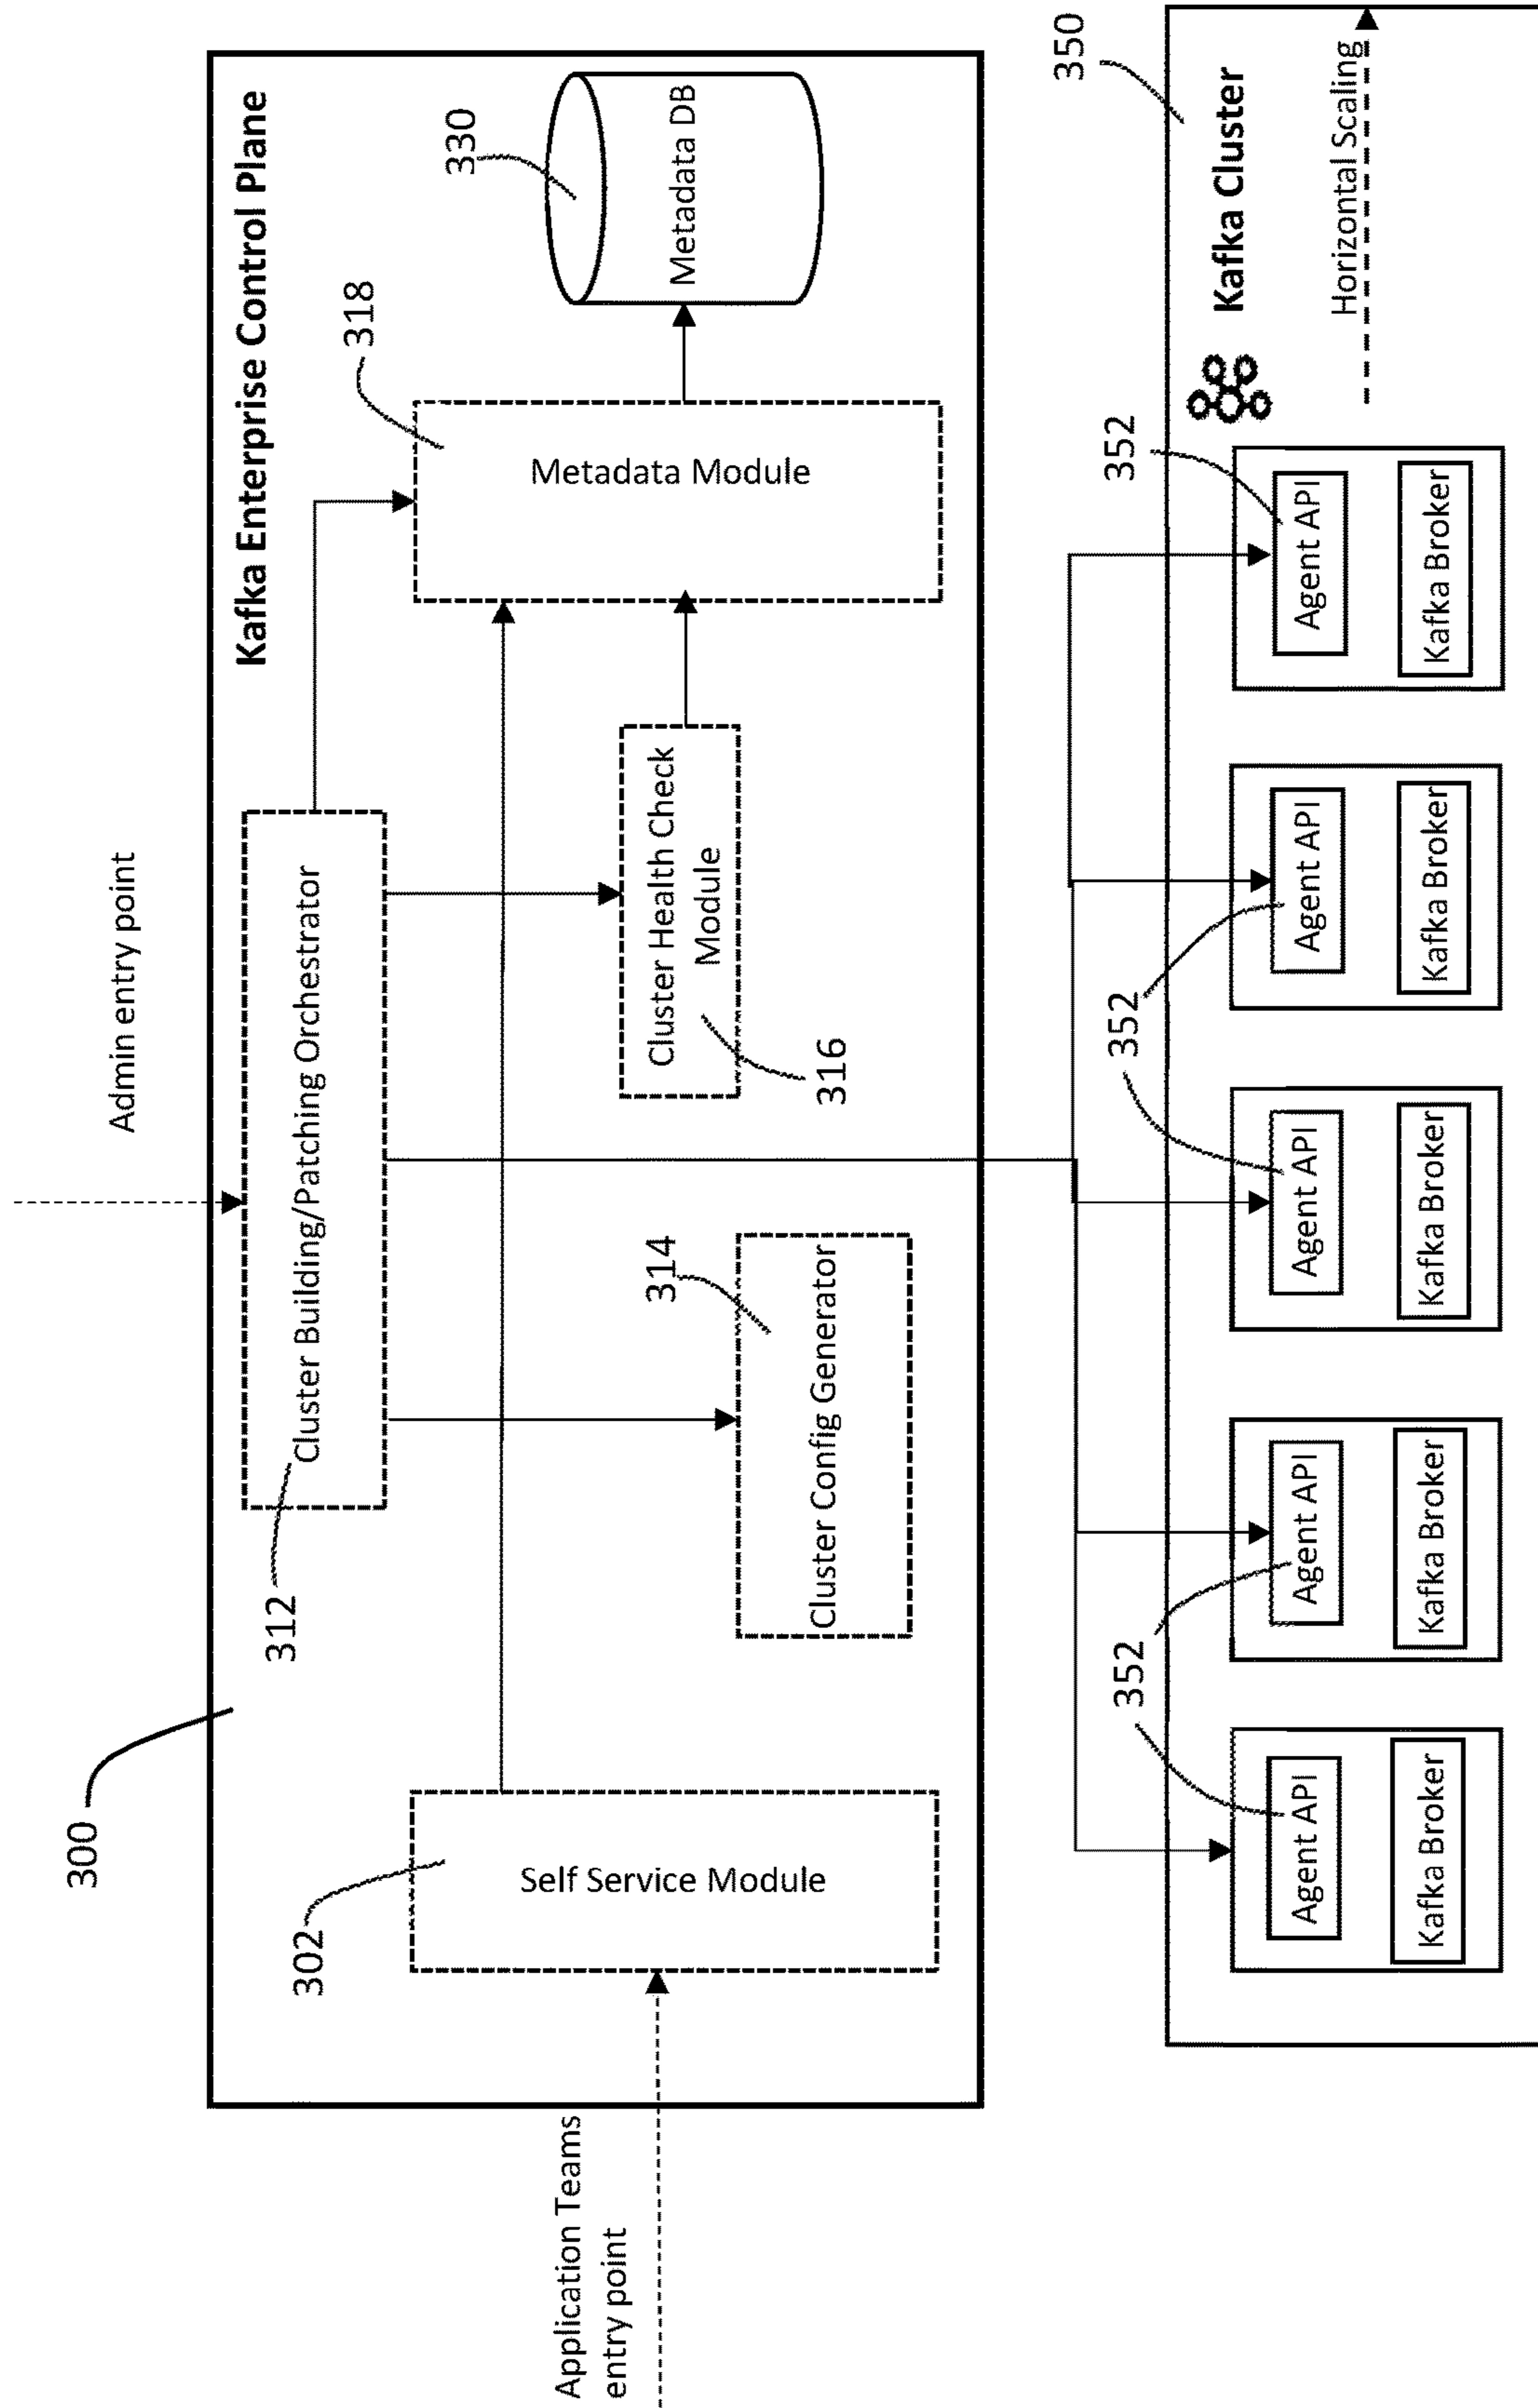 Admin entry point
300
Kafka Enterprise Control Plane
312
Cluster Building/Patching Orchestrator
318
330
302
Self Service Module
Metadata Module
Metadata DB
Application Teams
entry point
314
Cluster Config Generator
Cluster Health Check
Module
316
350
Kafka Cluster
Horizontal Scaling
352
352
352
Agent API
Agent API
Agent API
Agent API
Agent API
Kafka Broker
Kafka Broker
Kafka Broker
Kafka Broker
Kafka Broker